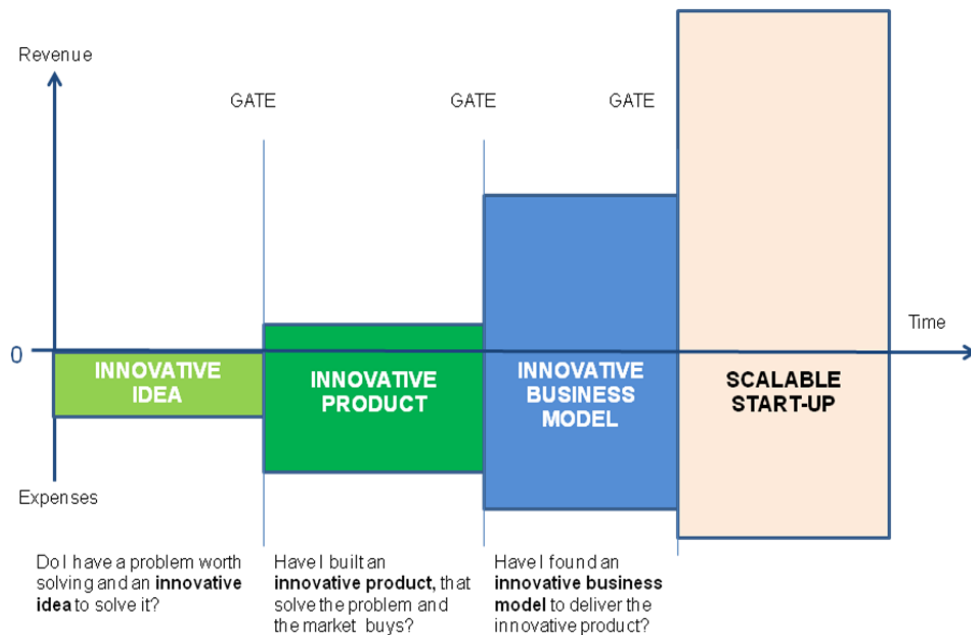 Revenue
GATE
GATE
GATE
Time
0
INNOVATIVE
IDEA
INNOVATIVE
PRODUCT
INNOVATIVE
BUSINESS
MODEL
SCALABLE
START-UP
Expenses
Do I have a problem worth
solving and an innovative
idea to solve it?
Have I built an
innovative product, that
solve the problem and
the market buys?
Have I found an
innovative business
model to deliver the
innovative product?